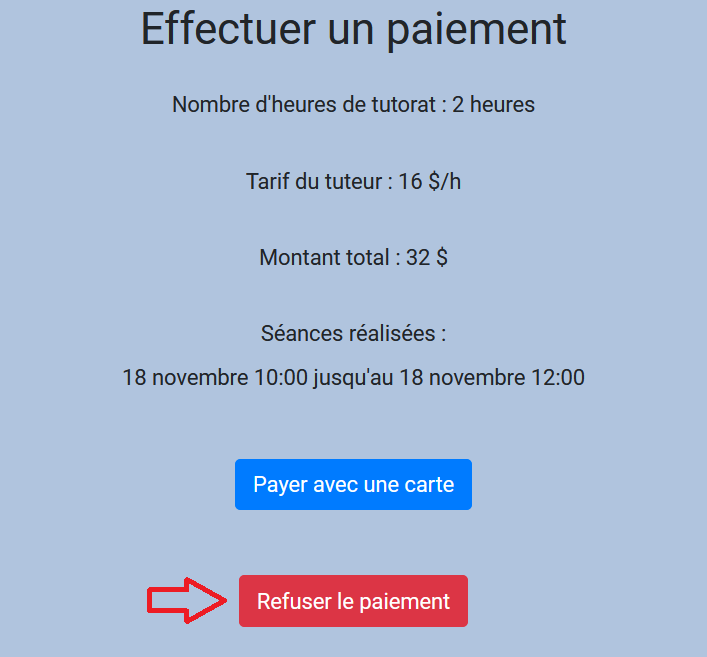 Effectuer un paiement
Nombre d'heures de tutorat : 2 heures
Tarif du tuteur : 16 $/h
Montant total : 32 $
Séances réalisées :
18 novembre 10:00 jusqu'au 18 novembre 12:00
Payer avec une carte
Refuser le paiement